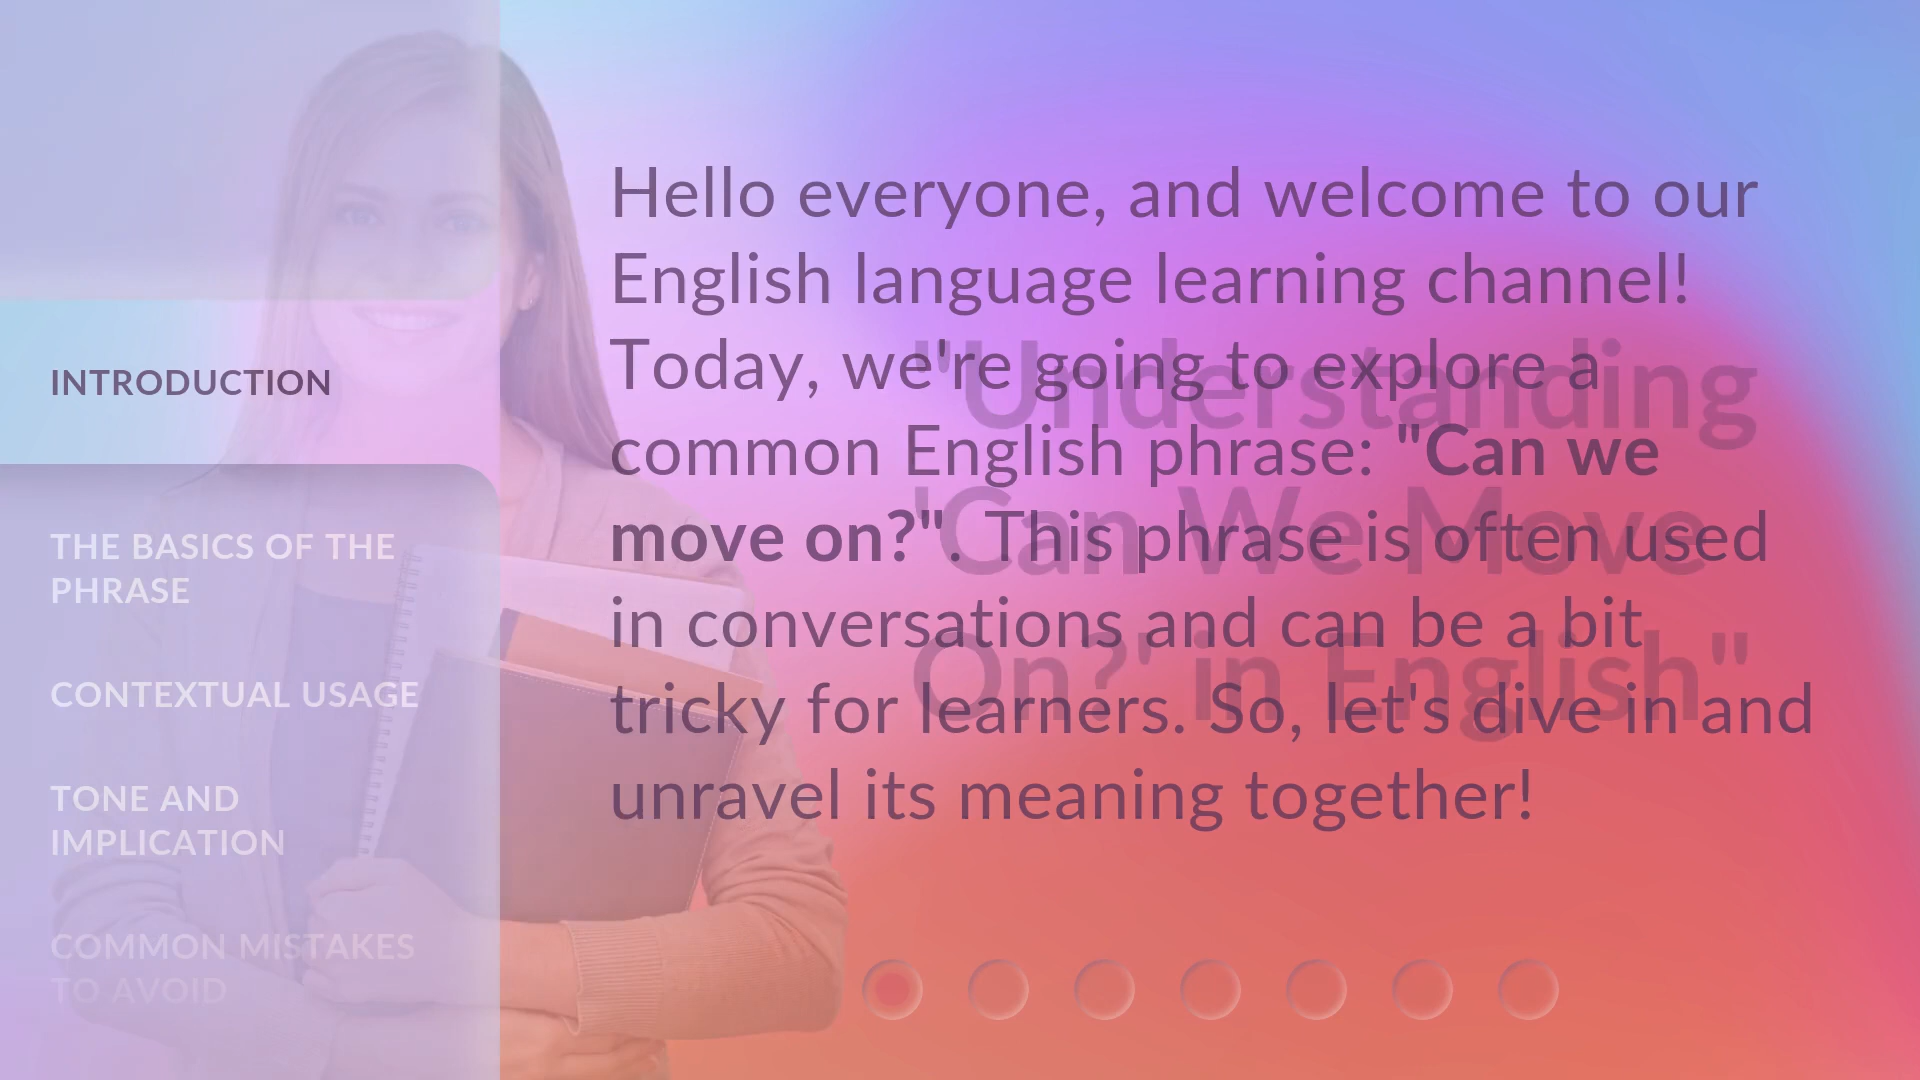 INTRODUCTION
THE BASICS OF THE
PHRASE
CONTEXTUAL USAGE
TONE AND
IMPLICATION
COMMON MISTAKES
TO AVOID
Hello everyone, and welcome to our
English language learning channel!
Today, we're going to explore a
common English phrase: "Can we
move on?". This phrase is often used
in conversations and can be a bit
tricky for learners. So, let's dive in and
unravel its meaning together!
"Understanding
'Can We Move
On?' in English"